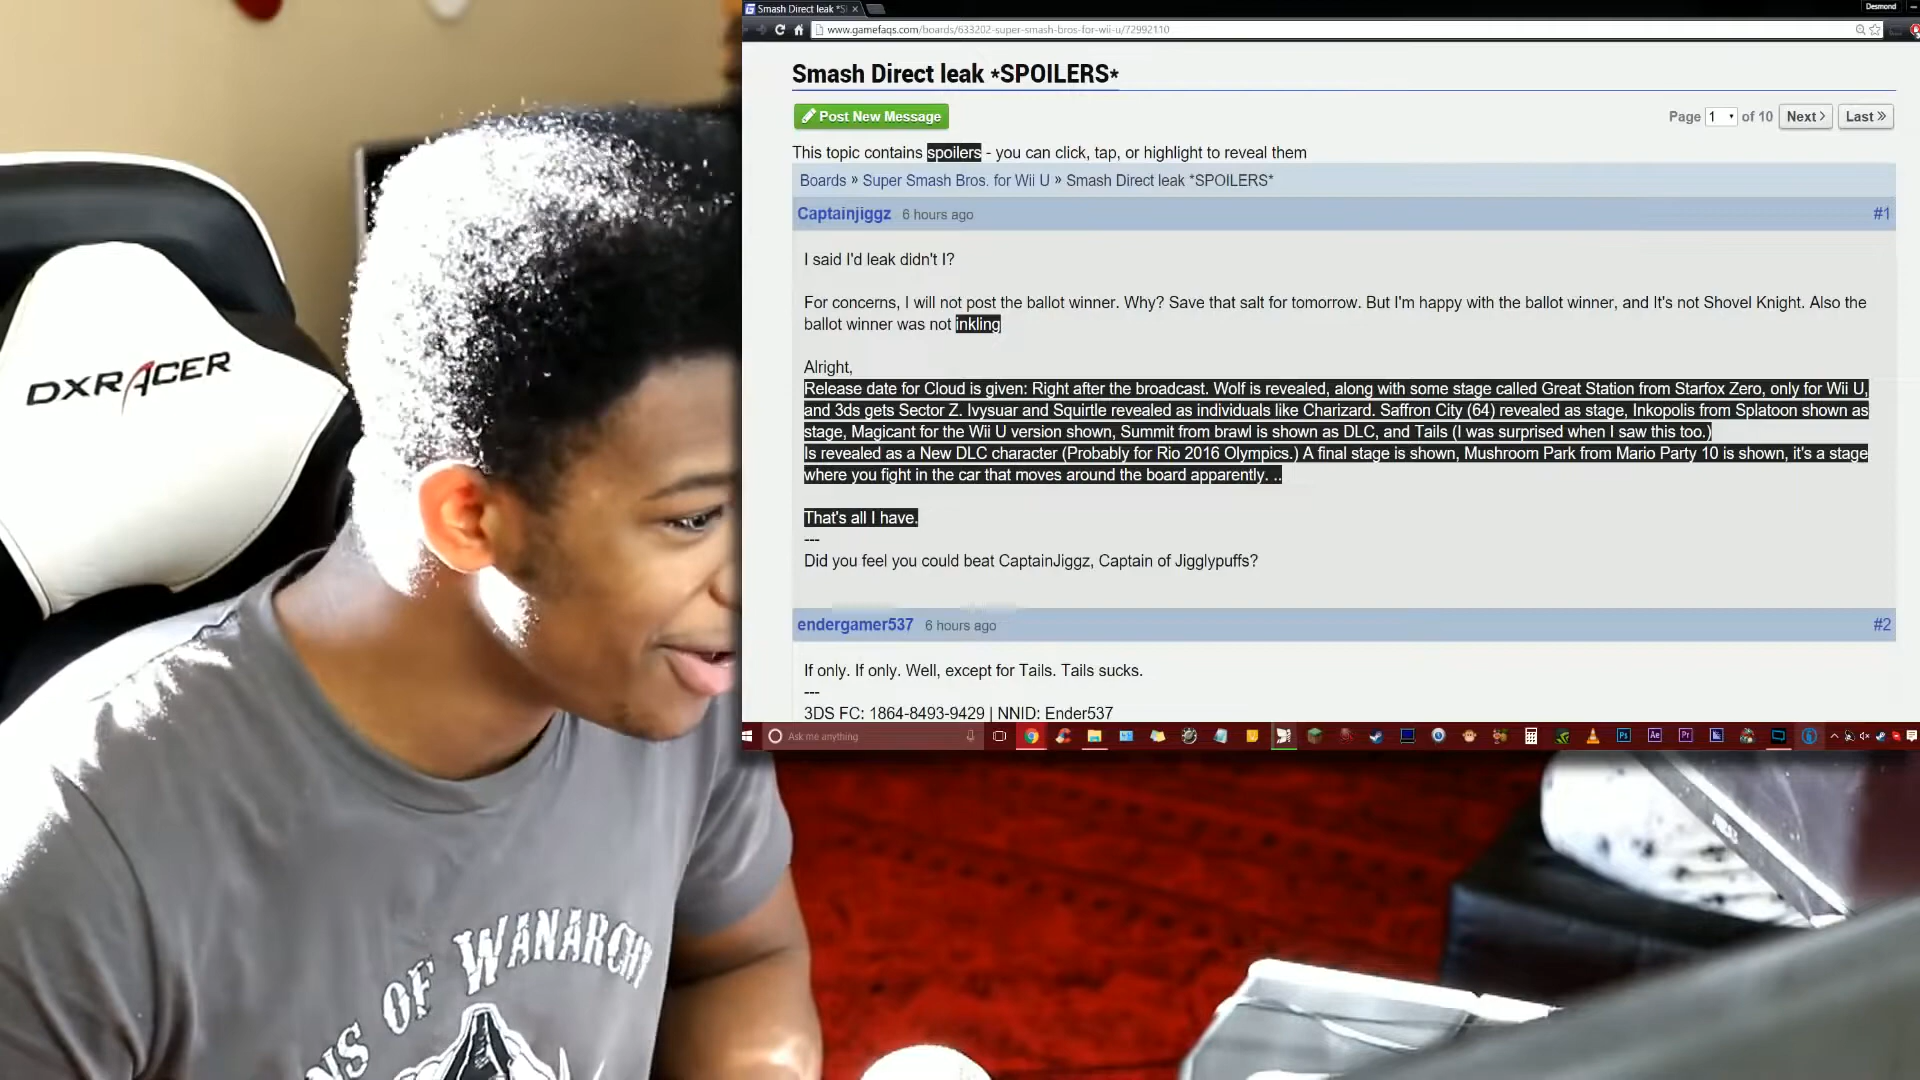 Smash Direct leak *S
Desmond
www.gamefaqs.com/boards/633202-super-smash-bros-for-wii-u/72992110
Smash Direct leak *SPOILERS*
Post New Message
Page 1 of 10 Next Last
This topic contains spoilers - you can click, tap, or highlight to reveal them
Boards » Super Smash Bros. for Wii U » Smash Direct leak *SPOILERS*
Captainjiggz 6 hours ago #1
I said I'd leak didn't I?
For concerns, I will not post the ballot winner. Why? Save that salt for tomorrow. But I'm happy with the ballot winner, and It's not Shovel Knight. Also the
ballot winner was not inkling
Alright,
Release date for Cloud is given: Right after the broadcast. Wolf is revealed, along with some stage called Great Station from Starfox Zero, only for Wii U,
and 3ds gets Sector Z. Ivysuar and Squirtle revealed as individuals like Charizard. Saffron City (64) revealed as stage, Inkopolis from Splatoon shown as
stage, Magicant for the Wii U version shown, Summit from brawl is shown as DLC, and Tails (I was surprised when I saw this too.)
Is revealed as a New DLC character (Probably for Rio 2016 Olympics.) A final stage is shown, Mushroom Park from Mario Party 10 is shown, it's a stage
where you fight in the car that moves around the board apparently. ..
That's all I have.
---
Did you feel you could beat CaptainJiggz, Captain of Jigglypuffs?
endergamer537 6 hours ago #2
If only. If only. Well, except for Tails. Tails sucks.
---
3DS FC: 1864-8493-9429 | NNID: Ender537
Ask me anything
Ps Ae Pr
DXRACER
NS OF WANARCHY